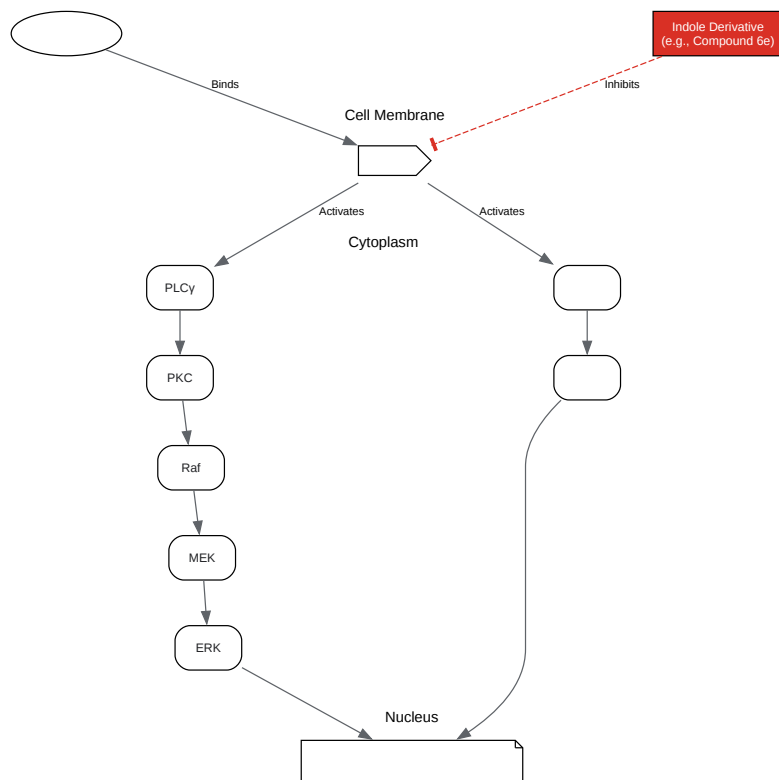 Indole Derivative
(e.g., Compound 6e)
Binds
Inhibits
Cell Membrane
Activates
Activates
Cytoplasm
PLCγ
PKC
Raf
MEK
ERK
Nucleus